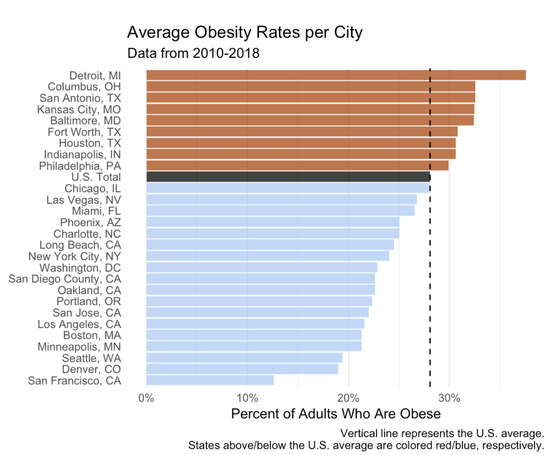 Average Obesity Rates per City
Data from 2010-2018
Detroit, MI
Columbus, OH
San Antonio, TX
Kansas City, MO
Baltimore, MD
Fort Worth, TX
Houston, TX
Indianapolis, IN
Philadelphia, PA
U.S. Total
Chicago, IL
Las Vegas, NV
Miami, FL
Phoenix, AZ
Charlotte, NC
Long Beach, CA
New York City, NY
Washington, DC
San Diego County, CA
Oakland, CA
Portland, OR
San Jose, CA
Los Angeles, CA
Boston, MA
Minneapolis, MN
Seattle, WA
Denver, CO
San Francisco, CA
0% 10% 20% 30%
Percent of Adults Who Are Obese
Vertical line represents the U.S. average.
States above/below the U.S. average are colored red/blue, respectively.